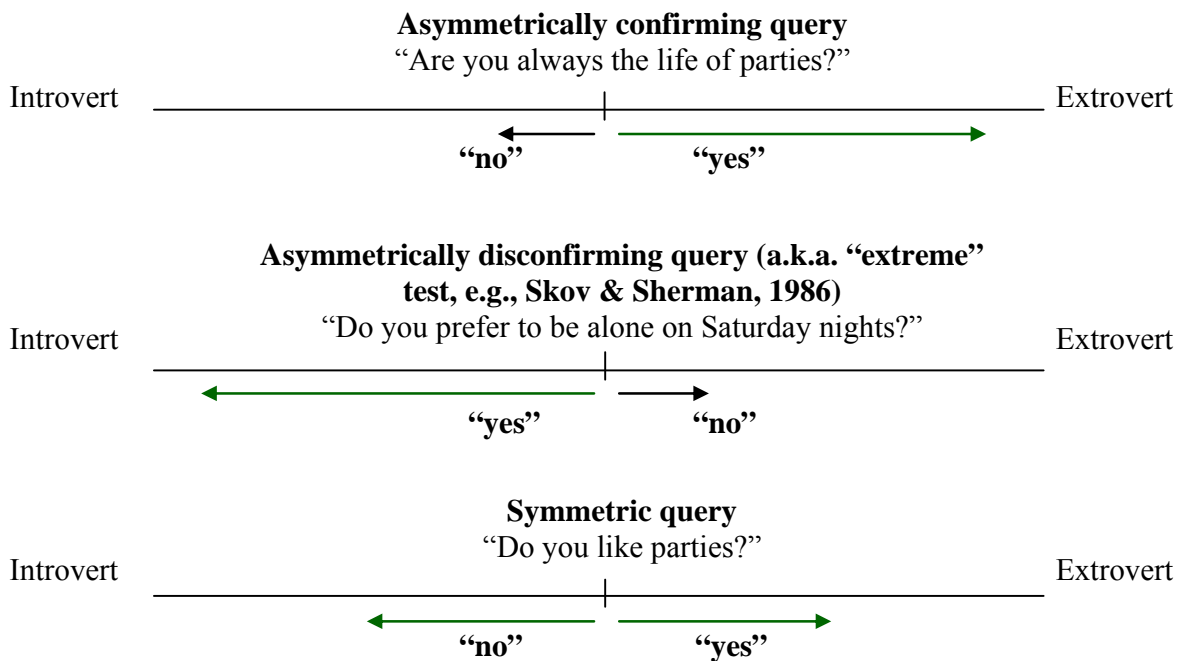 Asymmetrically confirming query
“Are you always the life of parties?”
Introvert Extrovert
“no” “yes”
Asymmetrically disconfirming query (a.k.a. “extreme”
test, e.g., Skov & Sherman, 1986)
“Do you prefer to be alone on Saturday nights?”
Introvert Extrovert
“yes” “no”
Symmetric query
“Do you like parties?”
Introvert Extrovert
“no” “yes”